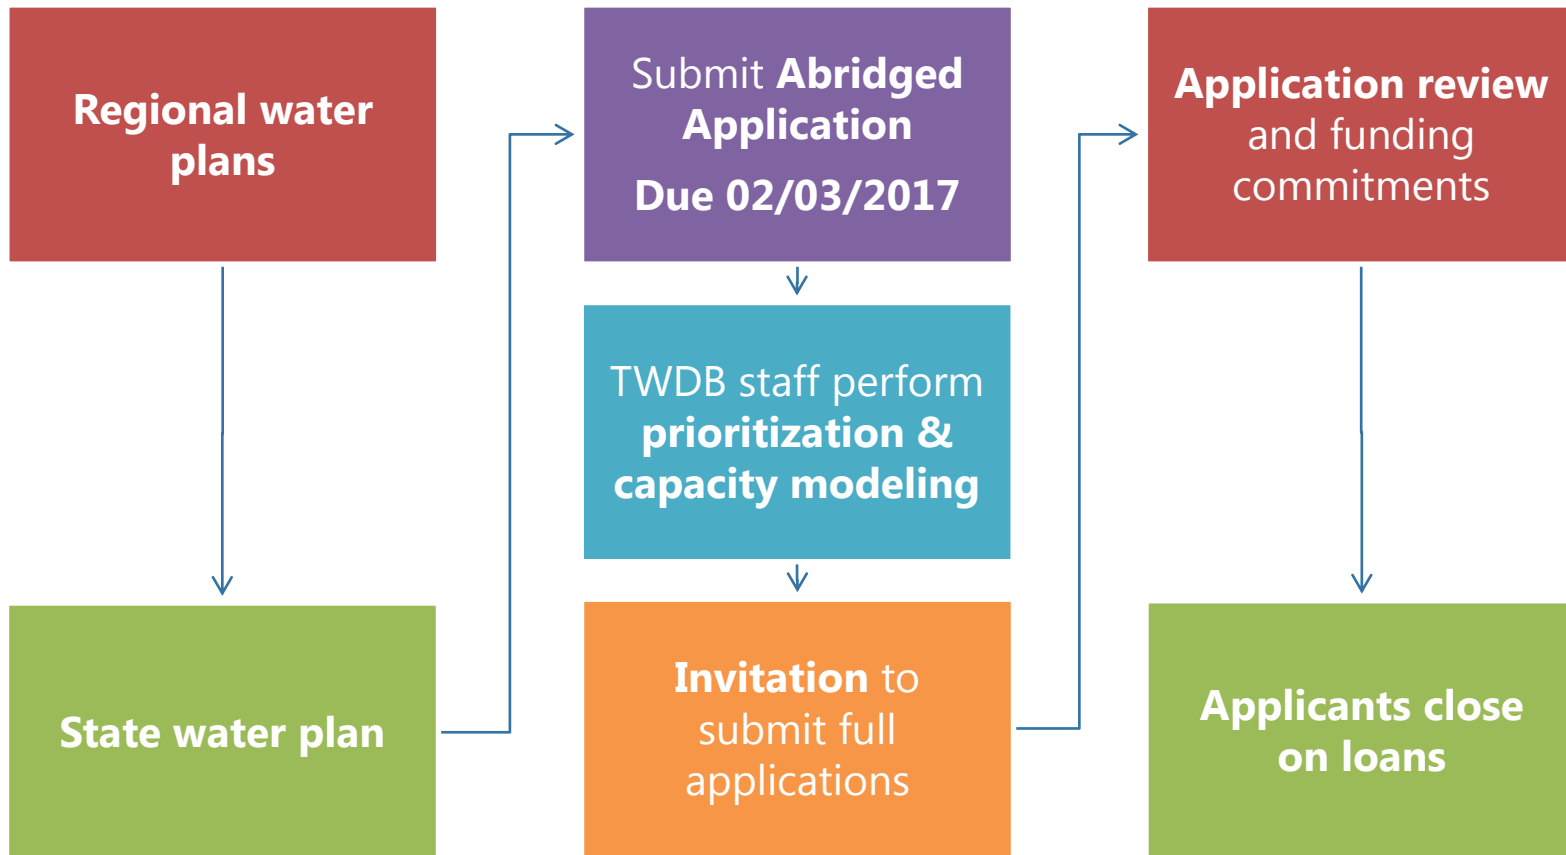 Regional water
plans
State water plan
Submit Abridged
Application
Due 02/03/2017
TWDB staff perform
prioritization &
capacity modeling
Invitation to
submit full
applications
Application review
and funding
commitments
Applicants close
on loans